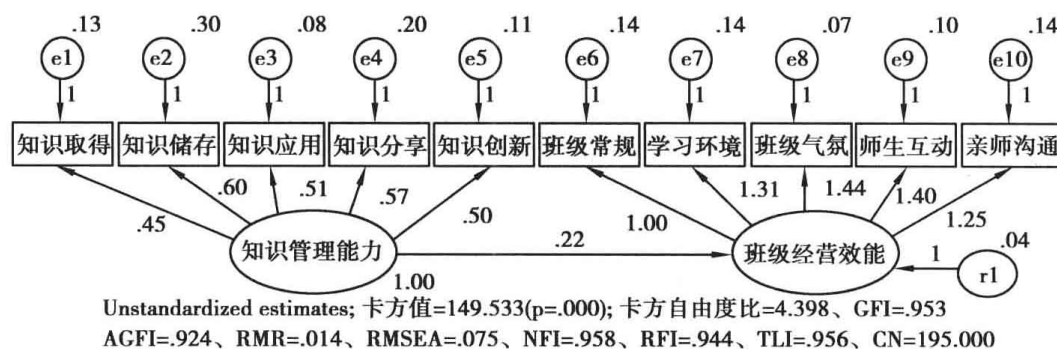 .13 .30 .08 .20 .11 .14 .14 .07 .10 .14
e1 e2 e3 e4 e5 e6 e7 e8 e9 e10
1 1 1 1 1 1 1 1 1 1
知识取得 知识储存 知识应用 知识分享 知识创新 班级常规 学习环境 班级气氛 师生互动 亲师沟通
.45 .60 .51 .57 .50 1.00 1.31 1.44 1.40 1.25
知识管理能力 .22 班级经营效能 1 r1 .04
1.00
Unstandardized estimates; 卡方值=149.533(p=.000); 卡方自由度比=4.398、GFI=.953
AGFI=.924、RMR=.014、RMSEA=.075、NFI=.958、RFI=.944、TLI=.956、CN=195.000